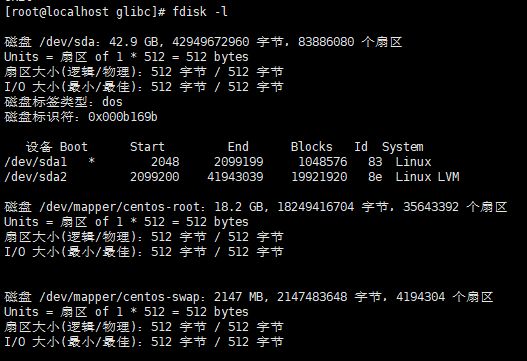 [root@localhost glibc]# fdisk -l
磁盘 /dev/sda：42.9 GB, 42949672960 字节，83886080 个扇区
Units = 扇区 of 1 * 512 = 512 bytes
扇区大小(逻辑/物理)：512 字节 / 512 字节
I/O 大小(最小/最佳)：512 字节 / 512 字节
磁盘标签类型：dos
磁盘标识符：0x000b169b
设备 Boot Start End Blocks Id System
/dev/sda1 * 2048 2099199 1048576 83 Linux
/dev/sda2 2099200 41943039 19921920 8e Linux LVM
磁盘 /dev/mapper/centos-root：18.2 GB, 18249416704 字节，35643392 个扇区
Units = 扇区 of 1 * 512 = 512 bytes
扇区大小(逻辑/物理)：512 字节 / 512 字节
I/O 大小(最小/最佳)：512 字节 / 512 字节
磁盘 /dev/mapper/centos-swap：2147 MB, 2147483648 字节，4194304 个扇区
Units = 扇区 of 1 * 512 = 512 bytes
扇区大小(逻辑/物理)：512 字节 / 512 字节
I/O 大小(最小/最佳)：512 字节 / 512 字节